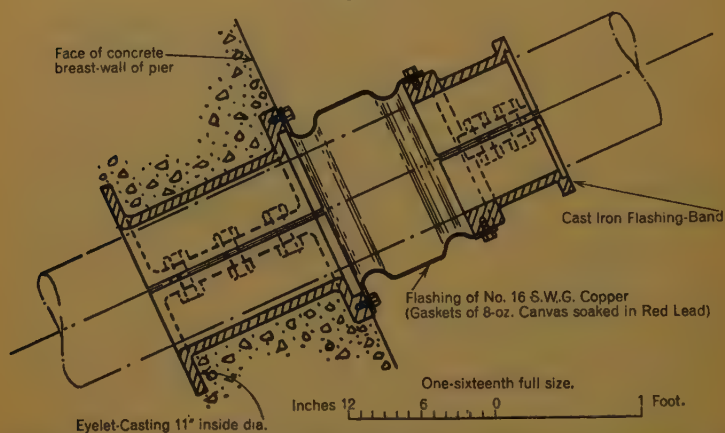 Face of concrete
breast-wall of pier
Cast Iron Flashing-Band
Flashing of No. 16 S.W.G. Copper
(Gaskets of 8-oz. Canvas soaked in Red Lead)
One-sixteenth full size.
Inches 12 6 0 1 Foot.
Eyelet-Casting 11" inside dia.